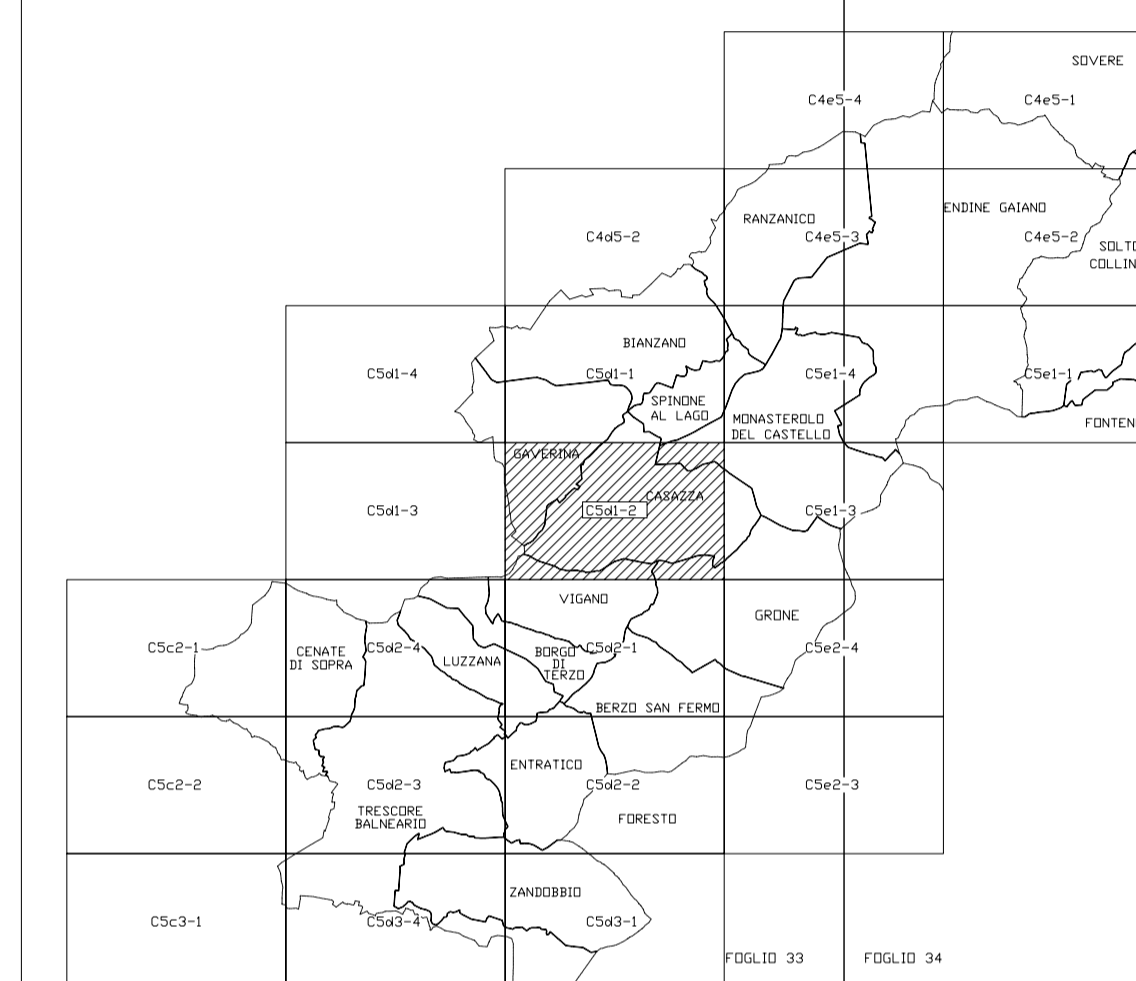 SOVERE
C4e5-4
C4e5-1
RANZANICO
ENDINE GAIANO
C4d5-2
C4e5-3
C4e5-2
SOLTO
COLLIN
BIANZANO
C5d1-4
C5d1-1
C5e1-4
C5e1-1
SPINONE
AL LAGO
MONASTEROLO
DEL CASTELLO
FONTEN
GAVERINA
CASAZZA
C5d1-3
C5d1-2
C5e1-3
VIGANO
GRONE
C5c2-1
CENATE
DI SOPRA
C5d2-4
LUZZANA
BORGO
DI
TERZO
C5d2-1
C5e2-4
BERZO SAN FERMO
ENTRATICO
C5c2-2
C5d2-3
C5d2-2
C5e2-3
TRESCORE
BALNEARIO
FORESTO
ZANDOBBIO
C5c3-1
C5d3-4
C5d3-1
FOGLIO 33
FOGLIO 34